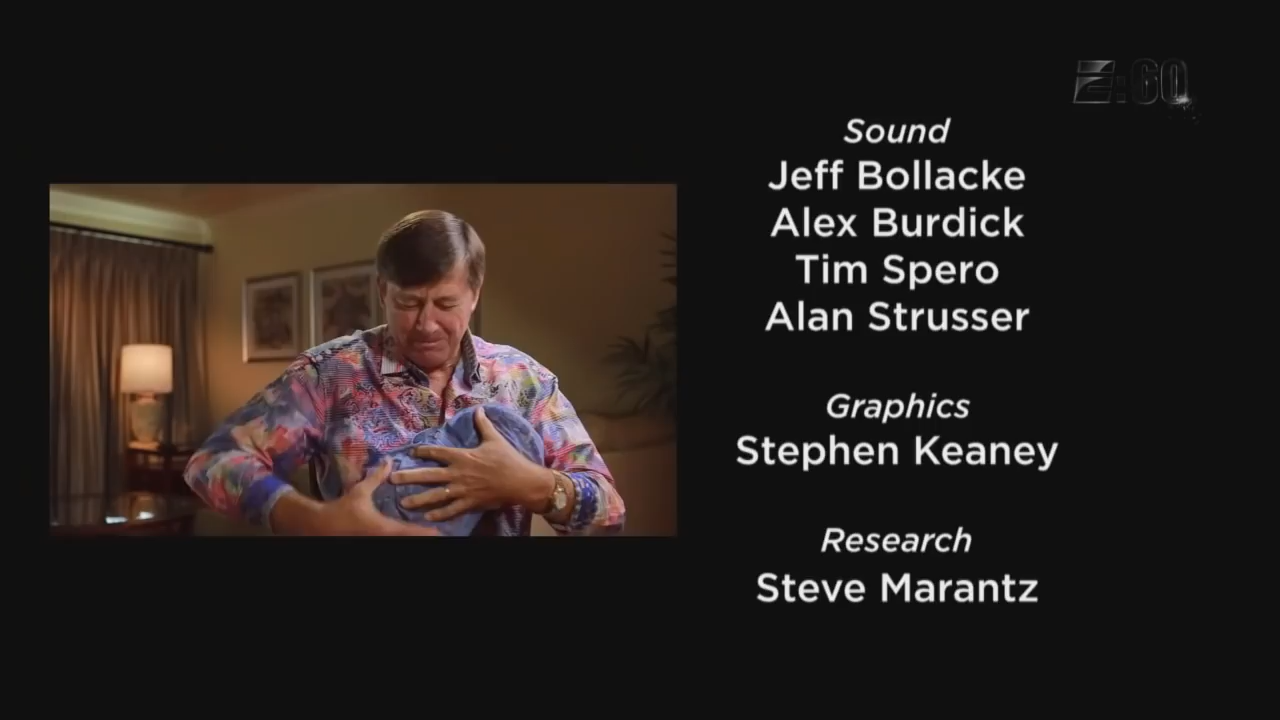 E:60
Sound
Jeff Bollacke
Alex Burdick
Tim Spero
Alan Strusser
Graphics
Stephen Keaney
Research
Steve Marantz